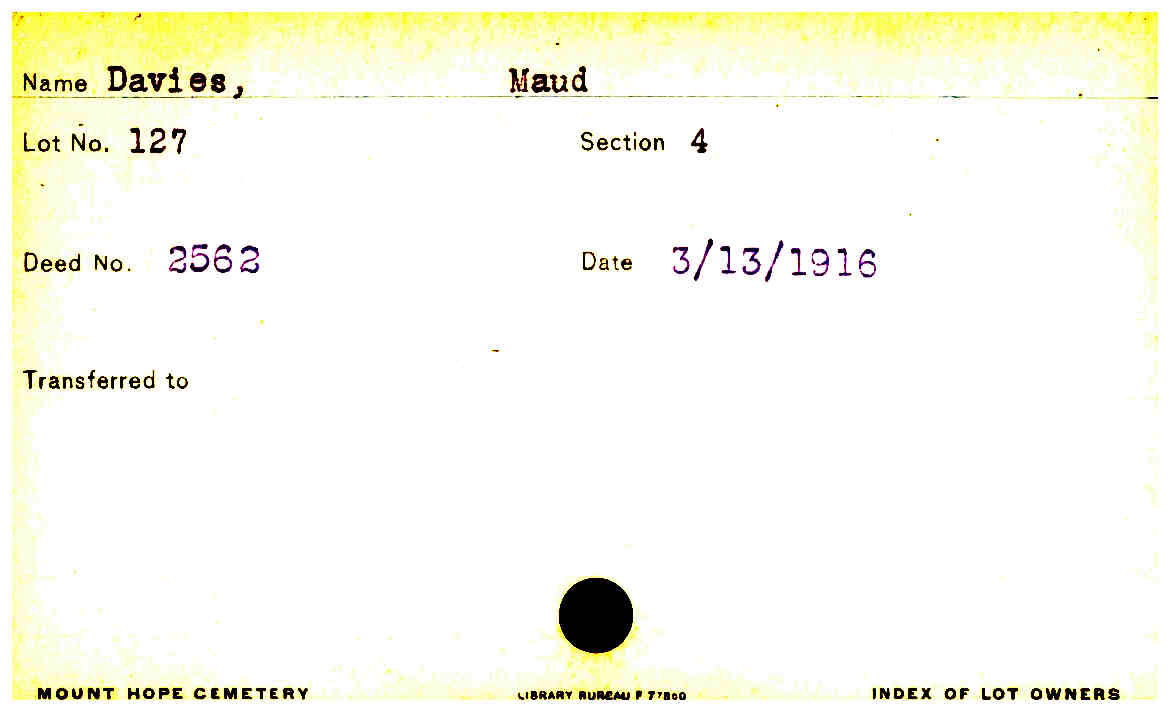 Name Davies, Maud
Lot No. 127 Section 4
Deed No. 2562 Date 3/13/1916
Transferred to
MOUNT HOPE CEMETERY LIBRARY BUREAU F 77800 INDEX OF LOT OWNERS